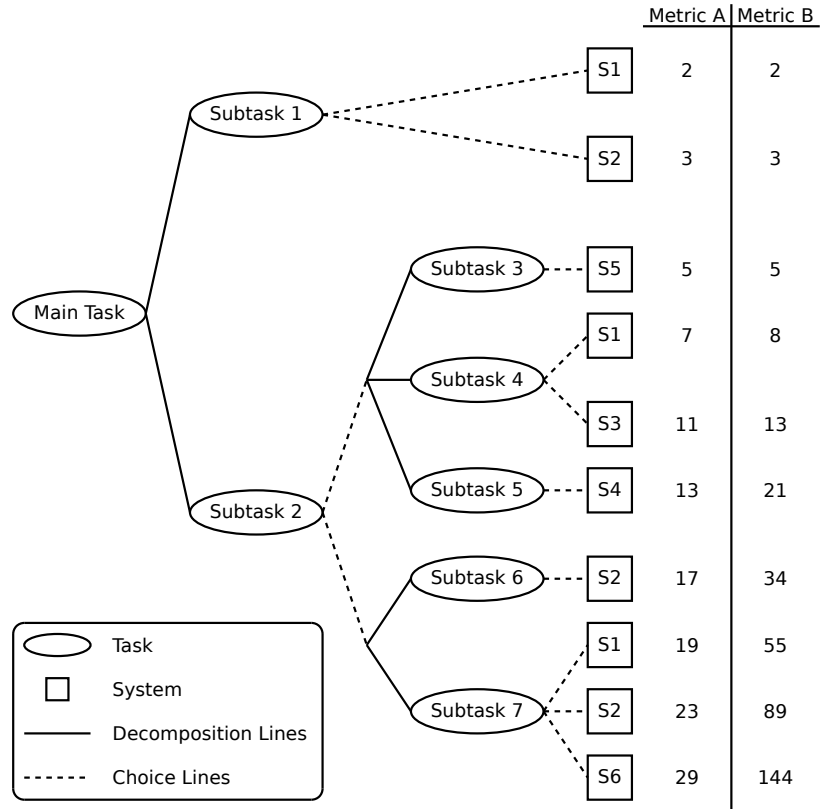 Metric A Metric B
S1 2 2
Subtask 1
S2 3 3
Subtask 3 S5 5 5
Main Task
S1 7 8
Subtask 4
S3 11 13
Subtask 5 S4 13 21
Subtask 2
Subtask 6 S2 17 34
S1 19 55
Subtask 7 S2 23 89
S6 29 144
Task
System
Decomposition Lines
Choice Lines